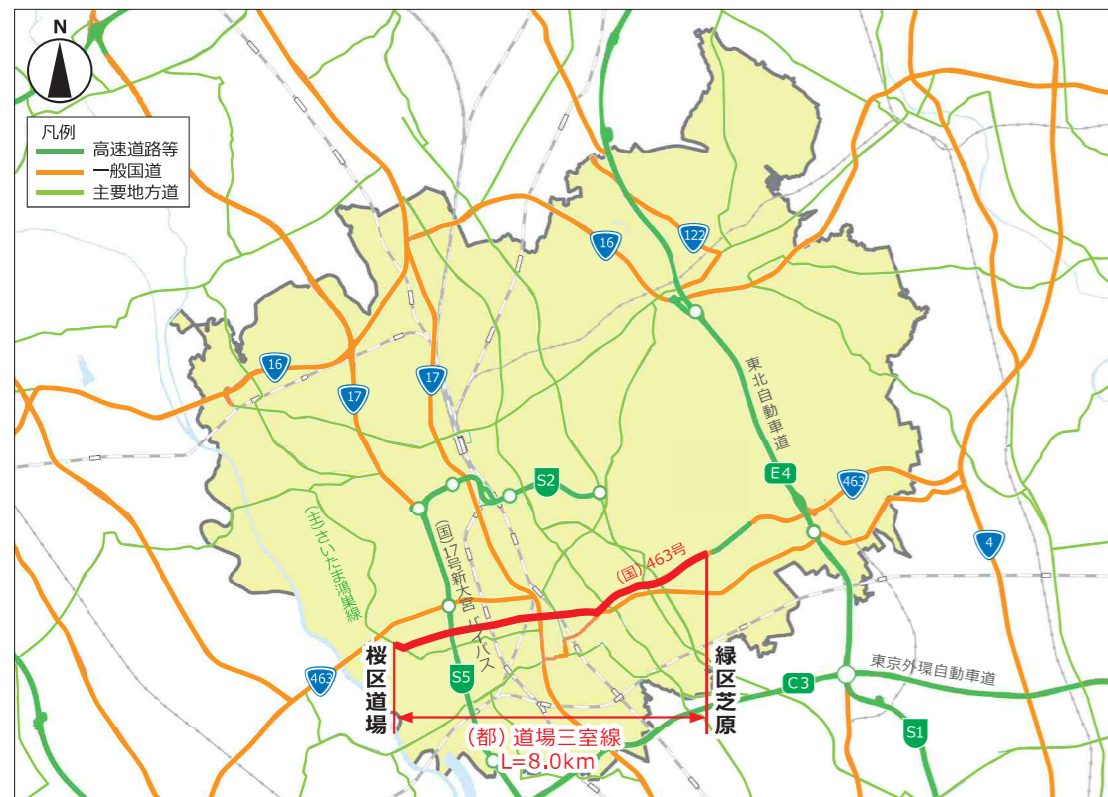 N
凡例
高速道路等
一般国道
主要地方道
16
122
16
17
17
東北自動車道
E4
463
S2
4
(主)さいたま鴻巣線
(国)17号新大宮 バイパス
(国) 463号
463
桜区道場
S5
緑区芝原
C3
東京外環自動車道
S1
(都) 道場三室線
L=8.0km